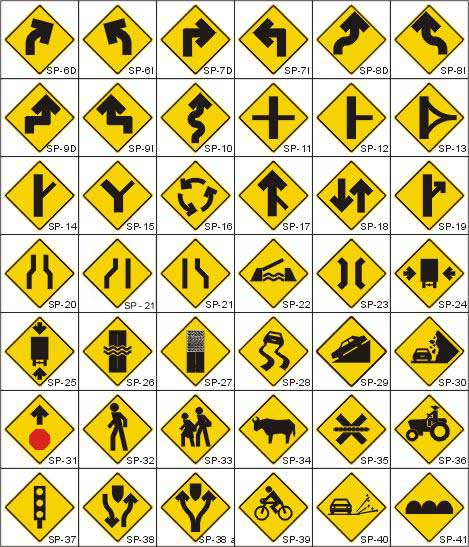 SP-6D SP-6I SP-7D SP-7I SP-8D SP-8I
SP-9D SP-9I SP-10 SP-11 SP-12 SP-13
SP-14 SP-15 SP-16 SP-17 SP-18 SP-19
SP-20 SP-21 SP-21 SP-22 SP-23 SP-24
SP-25 SP-26 SP-27 SP-28 SP-29 SP-30
SP-31 SP-32 SP-33 SP-34 SP-35 SP-36
SP-37 SP-38 SP-38 a SP-39 SP-40 SP-41